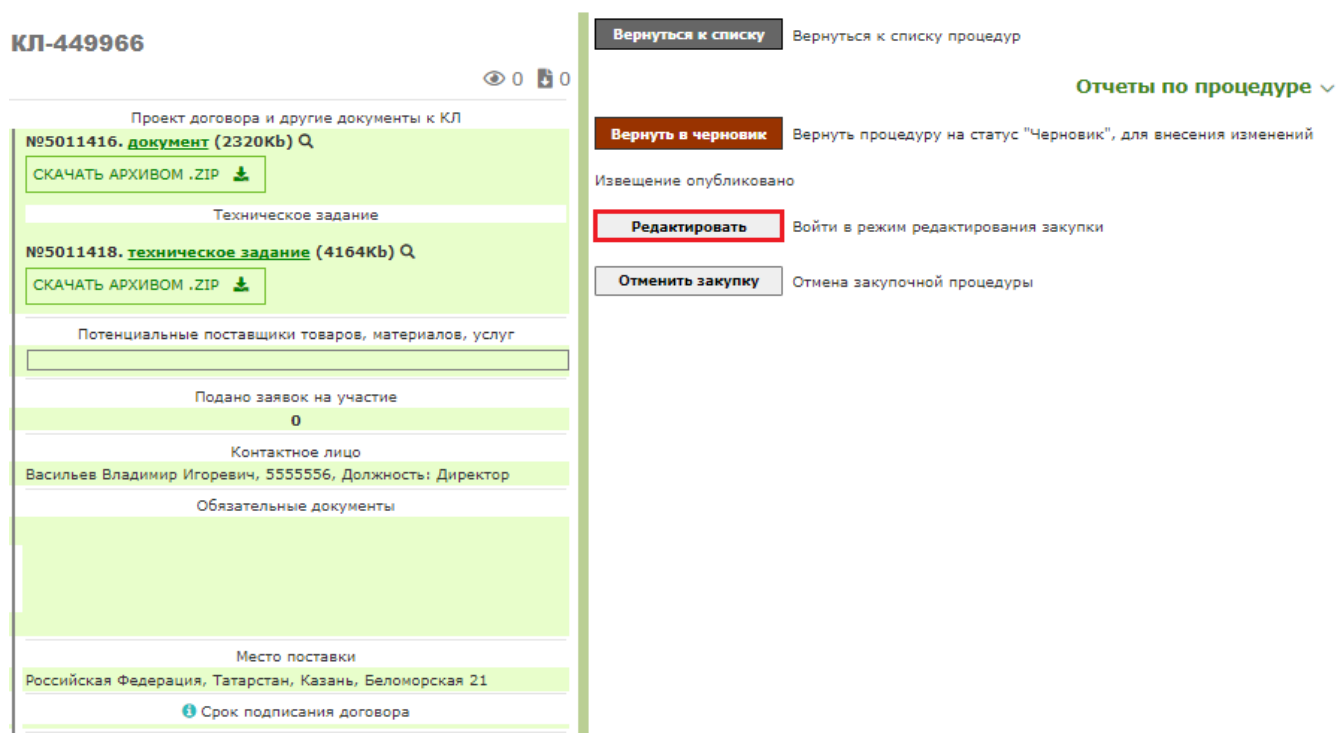 КЛ-449966
0 0
Проект договора и другие документы к КЛ
№5011416. документ (2320Kb)
СКАЧАТЬ АРХИВОМ .ZIP
Техническое задание
№5011418. техническое задание (4164Kb)
СКАЧАТЬ АРХИВОМ .ZIP
Потенциальные поставщики товаров, материалов, услуг
Подано заявок на участие
0
Контактное лицо
Васильев Владимир Игоревич, 5555556, Должность: Директор
Обязательные документы
Место поставки
Российская Федерация, Татарстан, Казань, Беломорская 21
Срок подписания договора
Вернуться к списку Вернуться к списку процедур
Отчеты по процедуре
Вернуть в черновик Вернуть процедуру на статус "Черновик", для внесения изменений
Извещение опубликовано
Редактировать Войти в режим редактирования закупки
Отменить закупку Отмена закупочной процедуры